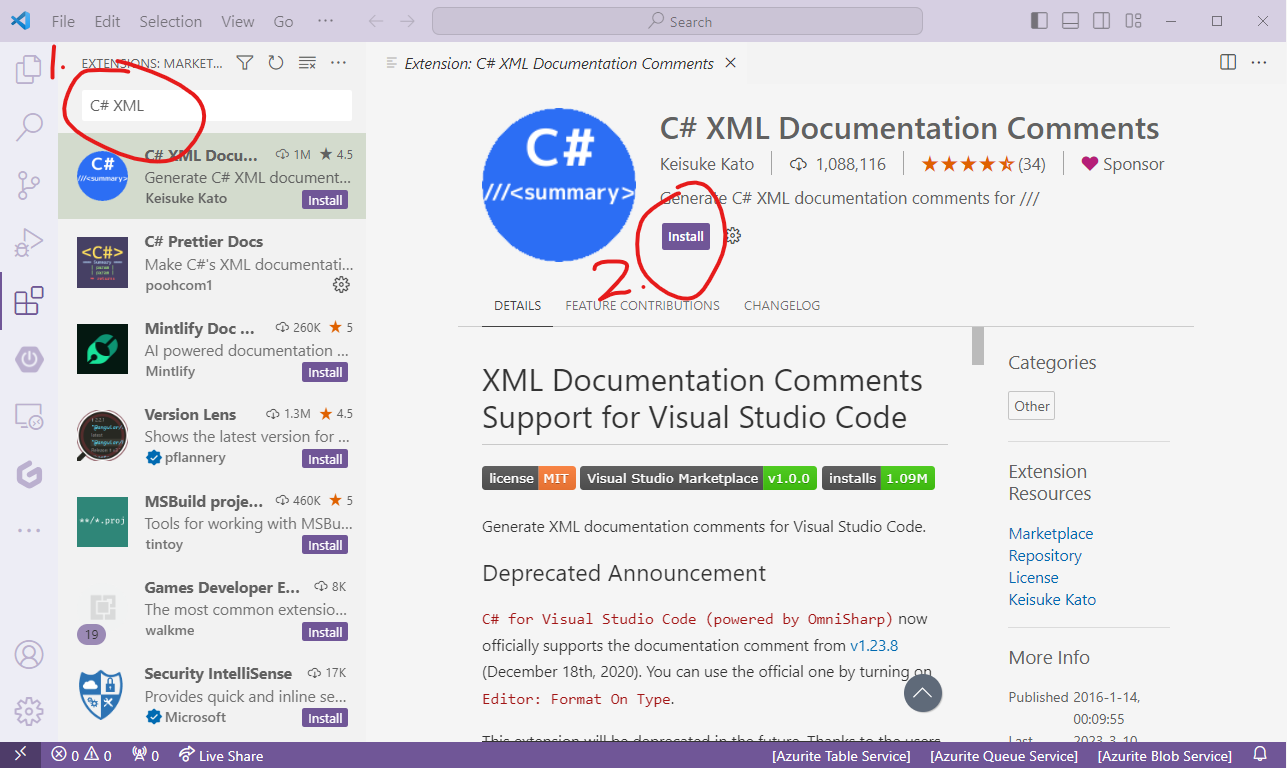 File Edit Selection View Go ··· Search
1. EXTENSIONS: MARKET... ···
Extension: C# XML Documentation Comments
C# XML
C# XML Docu... 1M 4.5
Generate C# XML document...
Keisuke Kato Install
C# Prettier Docs
Make C#'s XML documentati...
poohcom1
Mintlify Doc ... 260K 5
AI powered documentation ...
Mintlify Install
Version Lens 1.3M 4.5
Shows the latest version for ...
pflannery Install
MSBuild proje... 460K 5
Tools for working with MSBu...
tintoy Install
Games Developer E... 8K
The most common extensio...
walkme Install
19
Security IntelliSense 17K
Provides quick and inline se...
Microsoft Install
C#
///<summary>
C# XML Documentation Comments
Keisuke Kato 1,088,116 (34) Sponsor
Generate C# XML documentation comments for ///
Install
2.
DETAILS FEATURE CONTRIBUTIONS CHANGELOG
XML Documentation Comments
Support for Visual Studio Code
license MIT Visual Studio Marketplace v1.0.0 installs 1.09M
Generate XML documentation comments for Visual Studio Code.
Deprecated Announcement
C# for Visual Studio Code (powered by OmniSharp) now
officially supports the documentation comment from v1.23.8
(December 18th, 2020). You can use the official one by turning on
Editor: Format On Type.
This extension will be deprecated in the future. Thanks to the users
Categories
Other
Extension
Resources
Marketplace
Repository
License
Keisuke Kato
More Info
Published 2016-1-14,
00:09:55
Last 2023-3-10,
0 0 0 Live Share [Azurite Table Service] [Azurite Queue Service] [Azurite Blob Service]